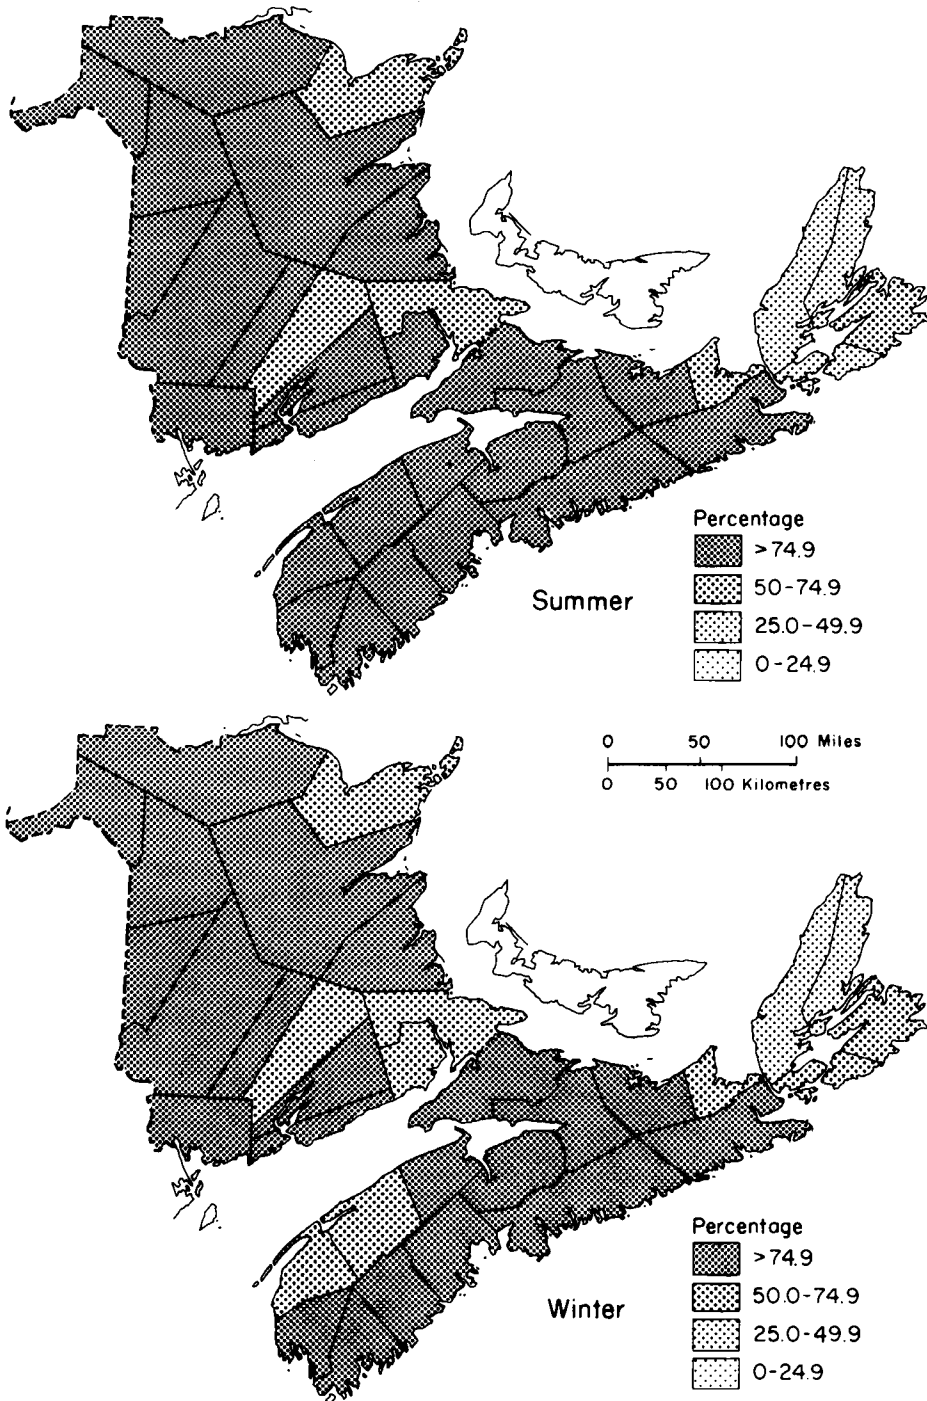 Percentage
>74.9
50-74.9
25.0-49.9
0-24.9
Summer
0 50 100 Miles
0 50 100 Kilometres
Percentage
>74.9
50.0-74.9
25.0-49.9
0-24.9
Winter